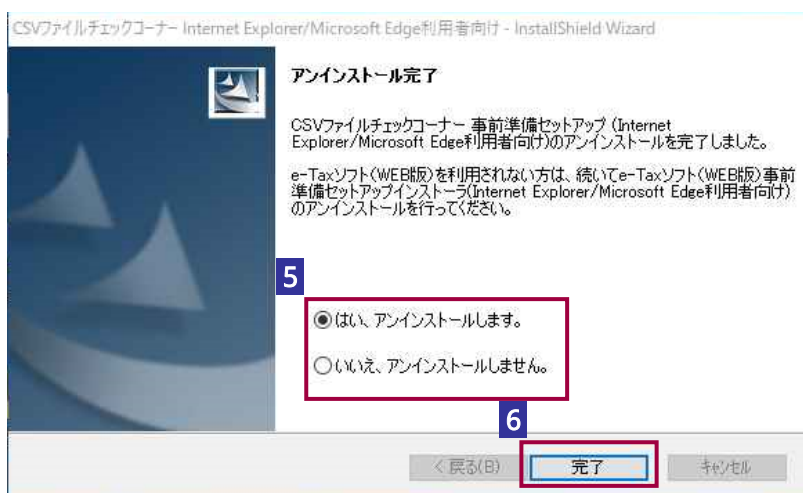 CSVファイルチェックコーナー Internet Explorer/Microsoft Edge利用者向け - InstallShield Wizard
アンインストール完了
CSVファイルチェックコーナー 事前準備セットアップ (Internet
Explorer/Microsoft Edge利用者向け)のアンインストールを完了しました。
e-Taxソフト(WEB版)を利用されない方は、続いてe-Taxソフト(WEB版)事前
準備セットアップインストーラ(Internet Explorer/Microsoft Edge利用者向け)
のアンインストールを行ってください。
5
はい、アンインストールします。
いいえ、アンインストールしません。
6
< 戻る(B)
完了
キャンセル